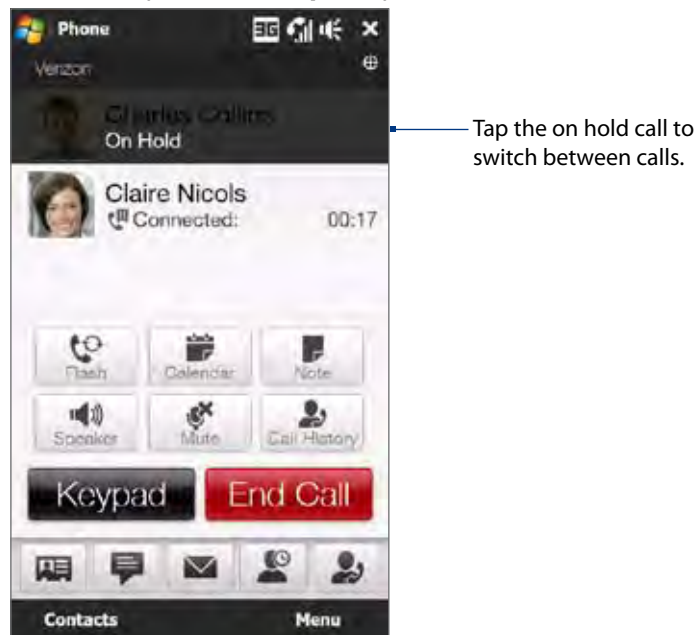 Phone
3G
Verizon
Charles Collins
On Hold
Tap the on hold call to
switch between calls.
Claire Nicols
Connected: 00:17
Flash Calendar Note
Speaker Mute Call History
Keypad End Call
Contacts Menu